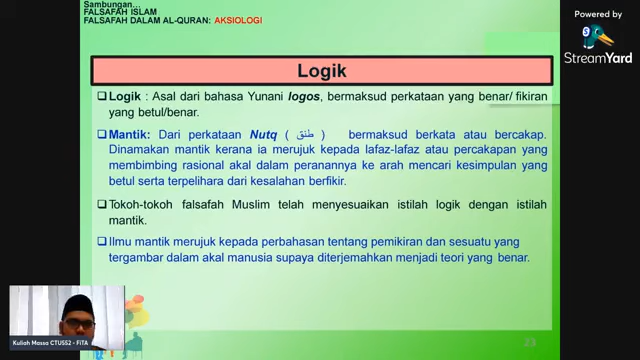 Sambungan...
FALSAFAH ISLAM
FALSAFAH DALAM AL-QURAN: AKSIOLOGI
Powered by
StreamYard
Logik
❑Logik : Asal dari bahasa Yunani logos, bermaksud perkataan yang benar/ fikiran
yang betul/benar.
❑Mantik: Dari perkataan Nutq ( طنق ) bermaksud berkata atau bercakap.
Dinamakan mantik kerana ia merujuk kepada lafaz-lafaz atau percakapan yang
membimbing rasional akal dalam peranannya ke arah mencari kesimpulan yang
betul serta terpelihara dari kesalahan berfikir.
❑Tokoh-tokoh falsafah Muslim telah menyesuaikan istilah logik dengan istilah
mantik.
❑Ilmu mantik merujuk kepada perbahasan tentang pemikiran dan sesuatu yang
tergambar dalam akal manusia supaya diterjemahkan menjadi teori yang benar.
Kuliah Massa CTU552 - FiTA
23